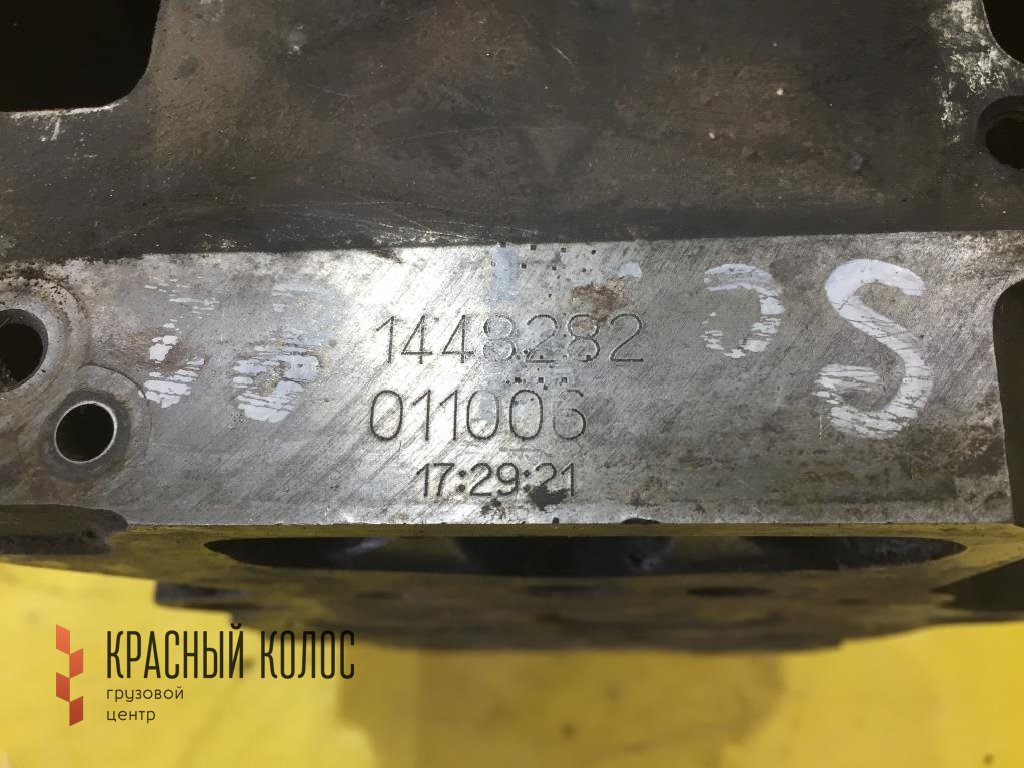 1448282
011006
17:29:21
КРАСНЫЙ КОЛОС
грузовой
центр